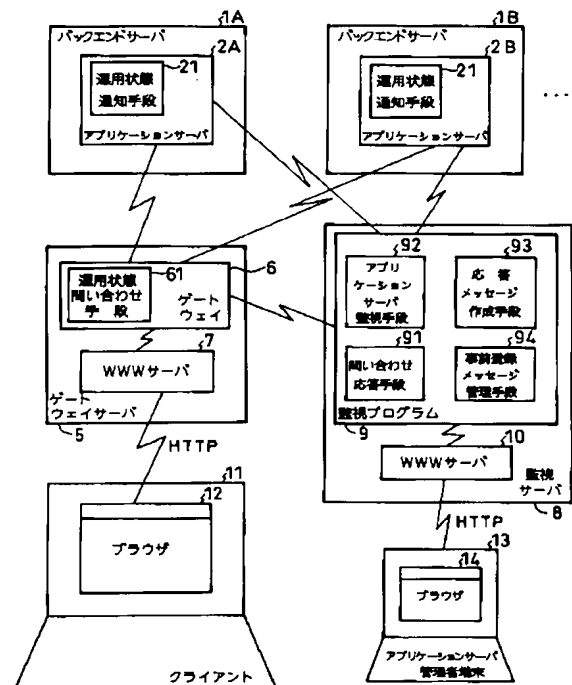 1A
バックエンドサーバ
2A
21
運用状態
通知手段
アプリケーションサーバ
1B
バックエンドサーバ
2B
21
運用状態
通知手段
アプリケーションサーバ
...
61
6
運用状態
問い合わせ
手段
ゲート
ウェイ
7
WWWサーバ
ゲート
ウェイサーバ
5
HTTP
92
アプリ
ケーション
サーバ
監視手段
93
応答
メッセージ
作成手段
91
問い合わせ
応答手段
94
事前登録
メッセージ
管理手段
監視プログラム
9
10
WWWサーバ
監視
サーバ
8
HTTP
11
12
ブラウザ
クライアント
13
14
ブラウザ
アプリケーションサーバ
管理者端末